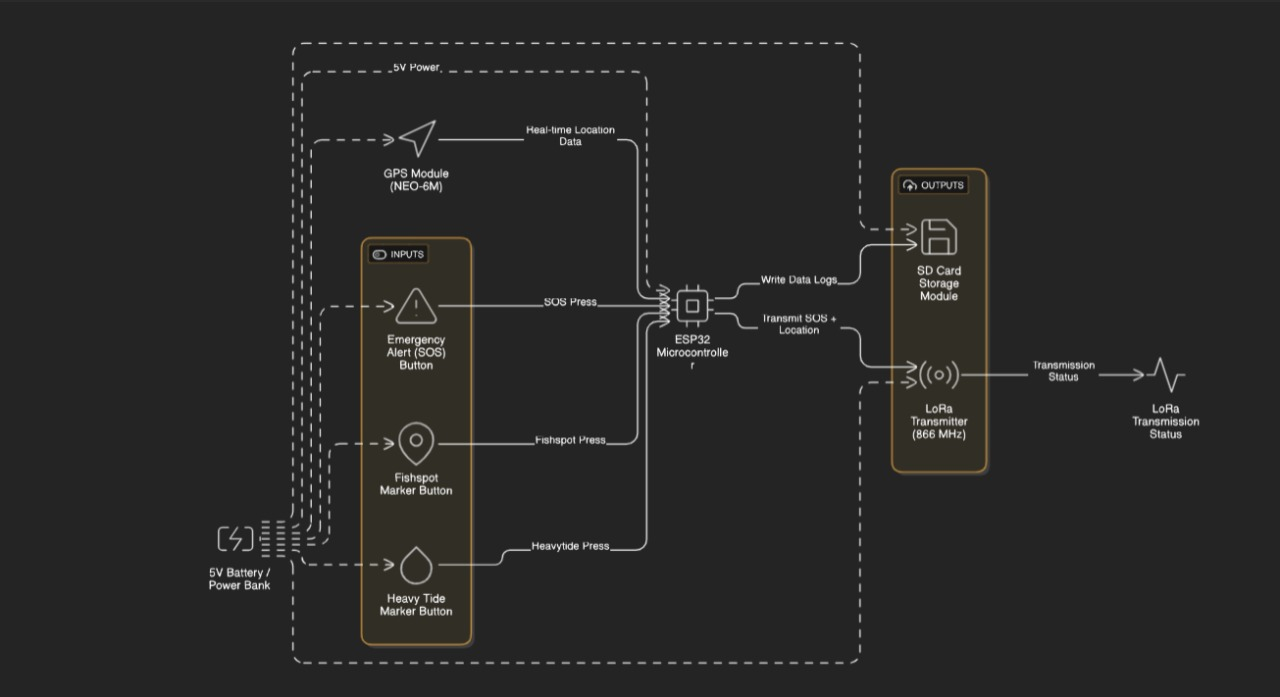 5V Power
Real-time Location
Data
GPS Module
(NEO-6M)
OUTPUTS
INPUTS
SD Card
Storage
Module
Write Data Logs
SOS Press
Transmit SOS +
Location
Emergency
Alert (SOS)
Button
ESP32
Microcontrolle
r
Transmission
Status
LoRa
Transmitter
(866 MHz)
LoRa
Transmission
Status
Fishspot Press
Fishspot
Marker Button
Heavytide Press
5V Battery /
Power Bank
Heavy Tide
Marker Button